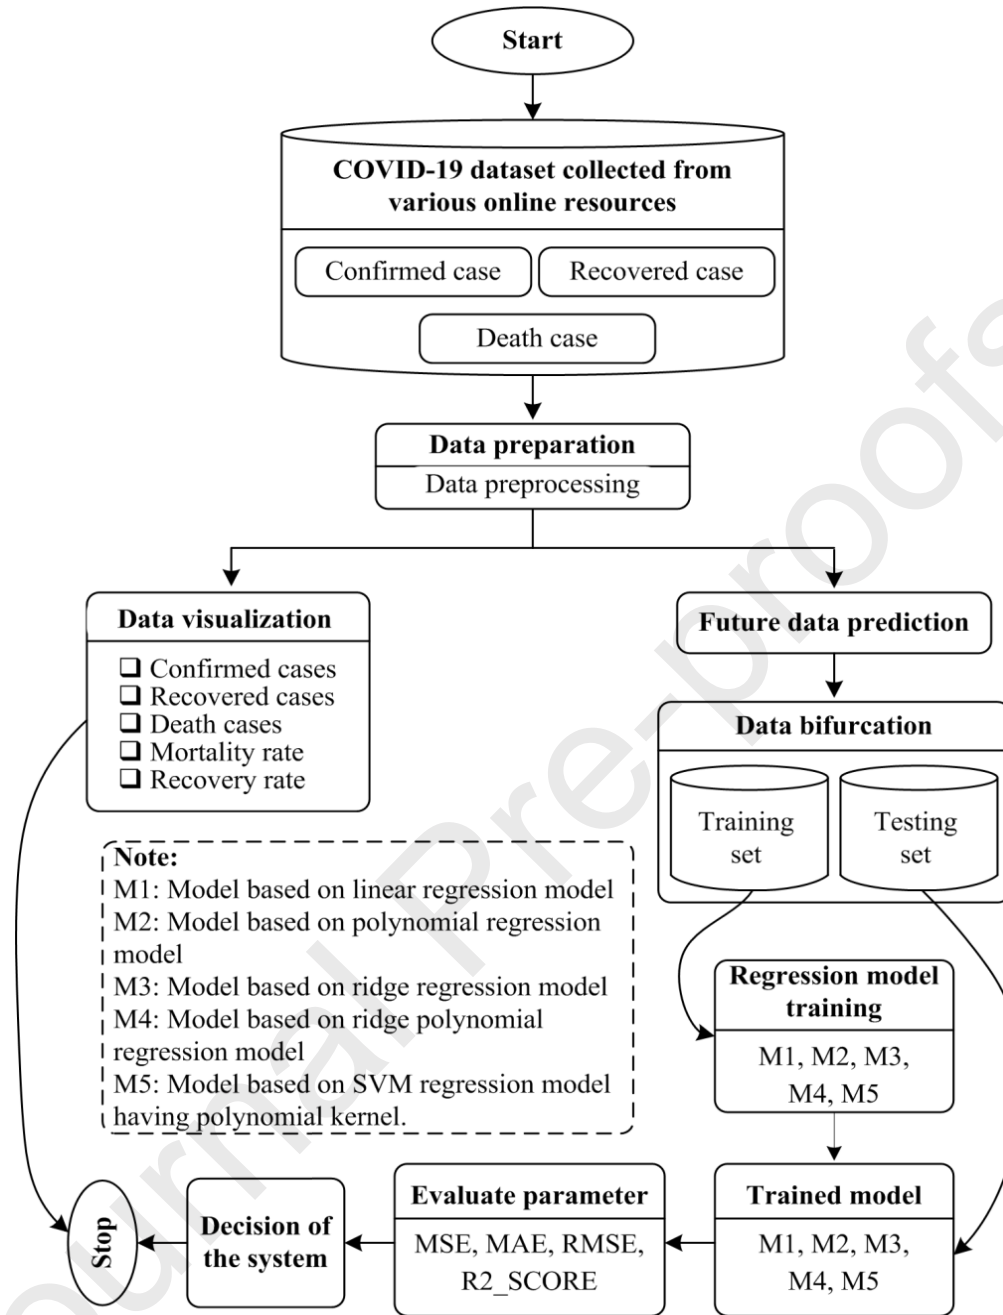 Start
COVID-19 dataset collected from
various online resources
Confirmed case
Recovered case
Death case
Data preparation
Data preprocessing
Data visualization
❑ Confirmed cases
❑ Recovered cases
❑ Death cases
❑ Mortality rate
❑ Recovery rate
Future data prediction
Data bifurcation
Training
set
Testing
set
Note:
M1: Model based on linear regression model
M2: Model based on polynomial regression
model
M3: Model based on ridge regression model
M4: Model based on ridge polynomial
regression model
M5: Model based on SVM regression model
having polynomial kernel.
Regression model
training
M1, M2, M3,
M4, M5
Trained model
M1, M2, M3,
M4, M5
Evaluate parameter
MSE, MAE, RMSE,
R2_SCORE
Decision of
the system
Stop
Journal Pre-proofs